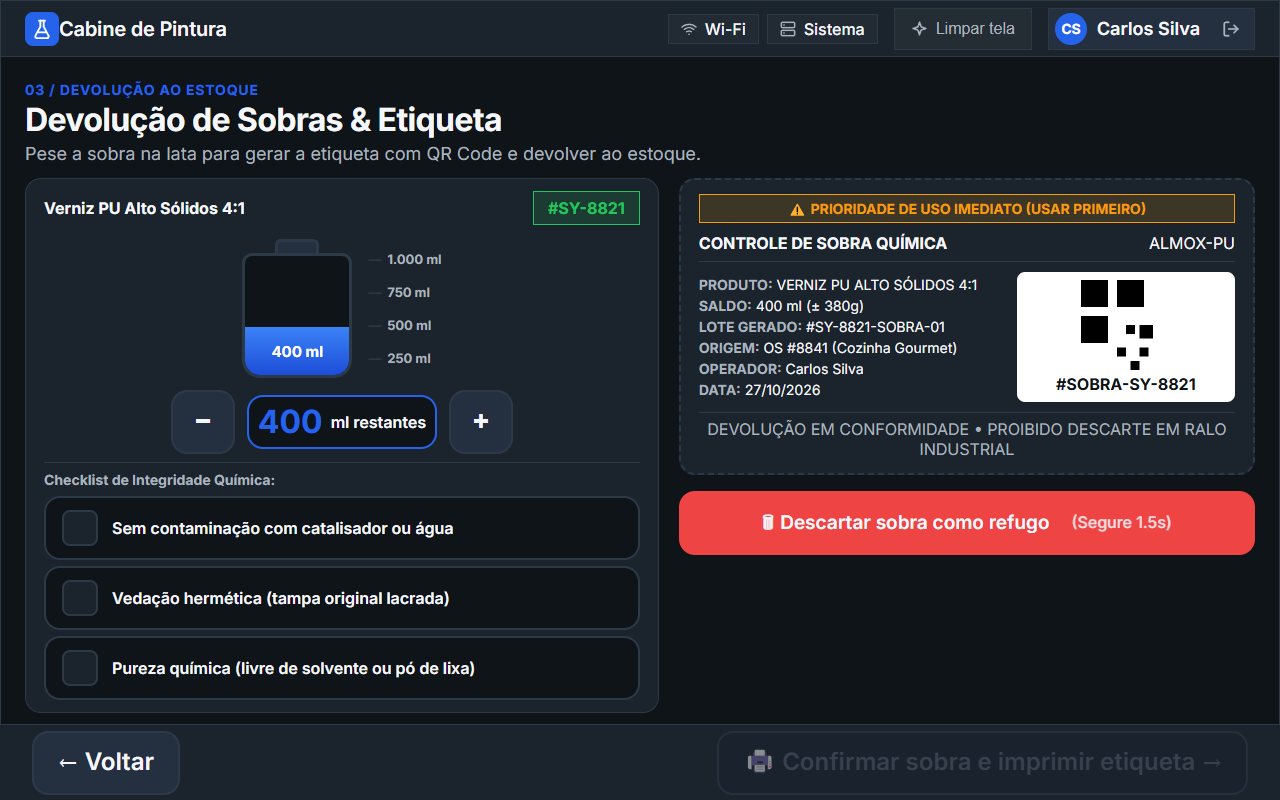 Cabine de Pintura
Wi-Fi
Sistema
Limpar tela
CS
Carlos Silva
03 / DEVOLUÇÃO AO ESTOQUE
Devolução de Sobras & Etiqueta
Pese a sobra na lata para gerar a etiqueta com QR Code e devolver ao estoque.
Verniz PU Alto Sólidos 4:1
#SY-8821
1.000 ml
750 ml
500 ml
250 ml
400 ml
−
400 ml restantes
+
Checklist de Integridade Química:
Sem contaminação com catalisador ou água
Vedação hermética (tampa original lacrada)
Pureza química (livre de solvente ou pó de lixa)
PRIORIDADE DE USO IMEDIATO (USAR PRIMEIRO)
CONTROLE DE SOBRA QUÍMICA
ALMOX-PU
PRODUTO: VERNIZ PU ALTO SÓLIDOS 4:1
SALDO: 400 ml (± 380g)
LOTE GERADO: #SY-8821-SOBRA-01
ORIGEM: OS #8841 (Cozinha Gourmet)
OPERADOR: Carlos Silva
DATA: 27/10/2026
#SOBRA-SY-8821
DEVOLUÇÃO EM CONFORMIDADE • PROIBIDO DESCARTE EM RALO
INDUSTRIAL
Descartar sobra como refugo (Segure 1.5s)
← Voltar
Confirmar sobra e imprimir etiqueta →